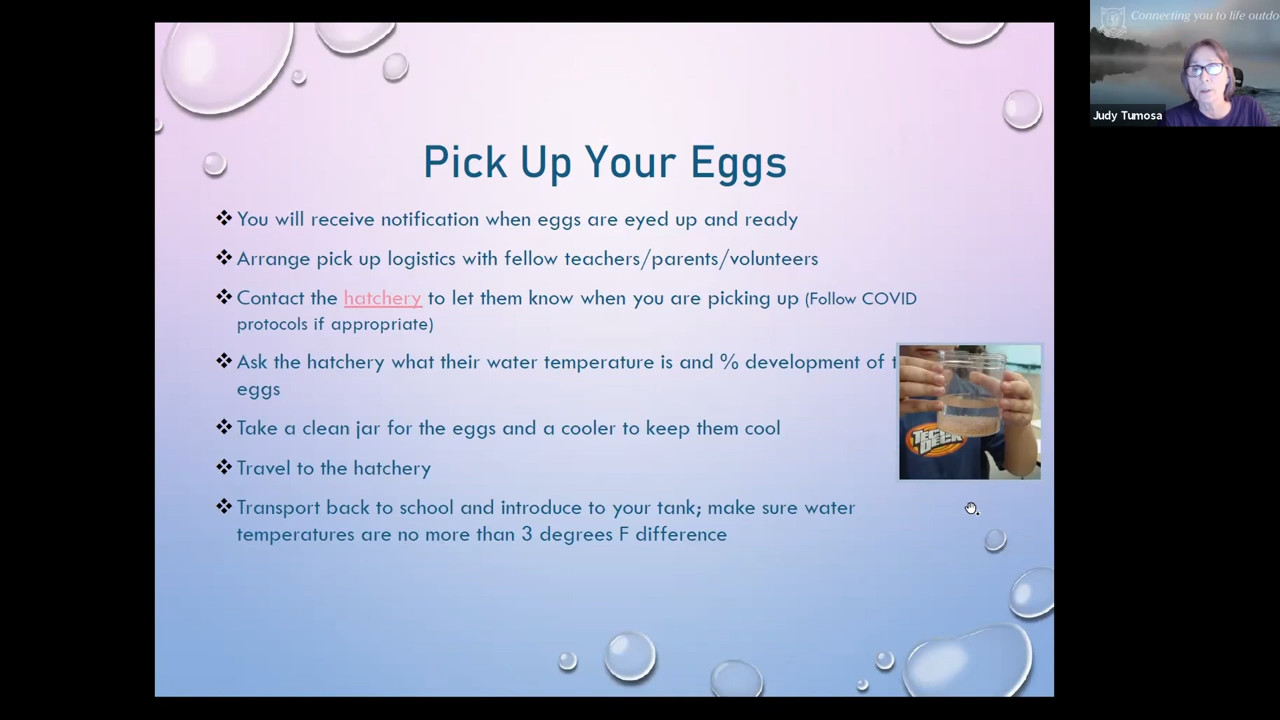 Connecting you to life outdo
Judy Tumosa
Pick Up Your Eggs
❖ You will receive notification when eggs are eyed up and ready
❖ Arrange pick up logistics with fellow teachers/parents/volunteers
❖ Contact the hatchery to let them know when you are picking up (Follow COVID
protocols if appropriate)
❖ Ask the hatchery what their water temperature is and % development of t
eggs
❖ Take a clean jar for the eggs and a cooler to keep them cool
❖ Travel to the hatchery
❖ Transport back to school and introduce to your tank; make sure water
temperatures are no more than 3 degrees F difference
TECH
DECK